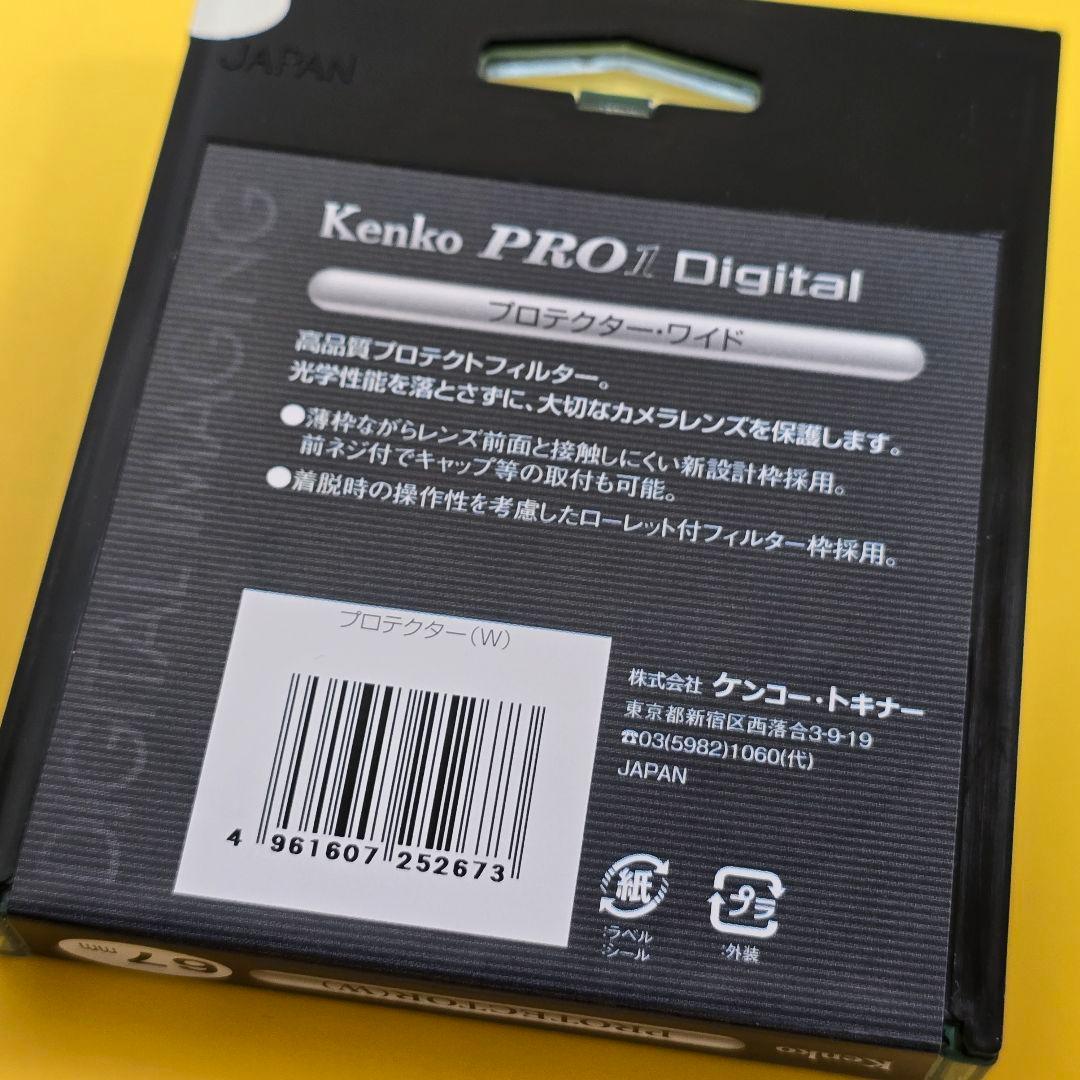 JAPAN
DIGITAL IMAGING
Kenko PRO1 Digital
プロテクター・ワイド
高品質プロテクトフィルター。
光学性能を落とさずに、大切なカメラレンズを保護します。
●薄枠ながらレンズ前面と接触しにくい新設計枠採用。
前ネジ付でキャップ等の取付も可能。
●着脱時の操作性を考慮したローレット付フィルター枠採用。
プロテクター(W)
4 961607 252673
株式会社 ケンコー・トキナー
東京都新宿区西落合3-9-19
☎03(5982)1060(代)
JAPAN
紙
:ラベル
:シール
プラ
:外装
67mm
PROTECTOR(W)
Kenko